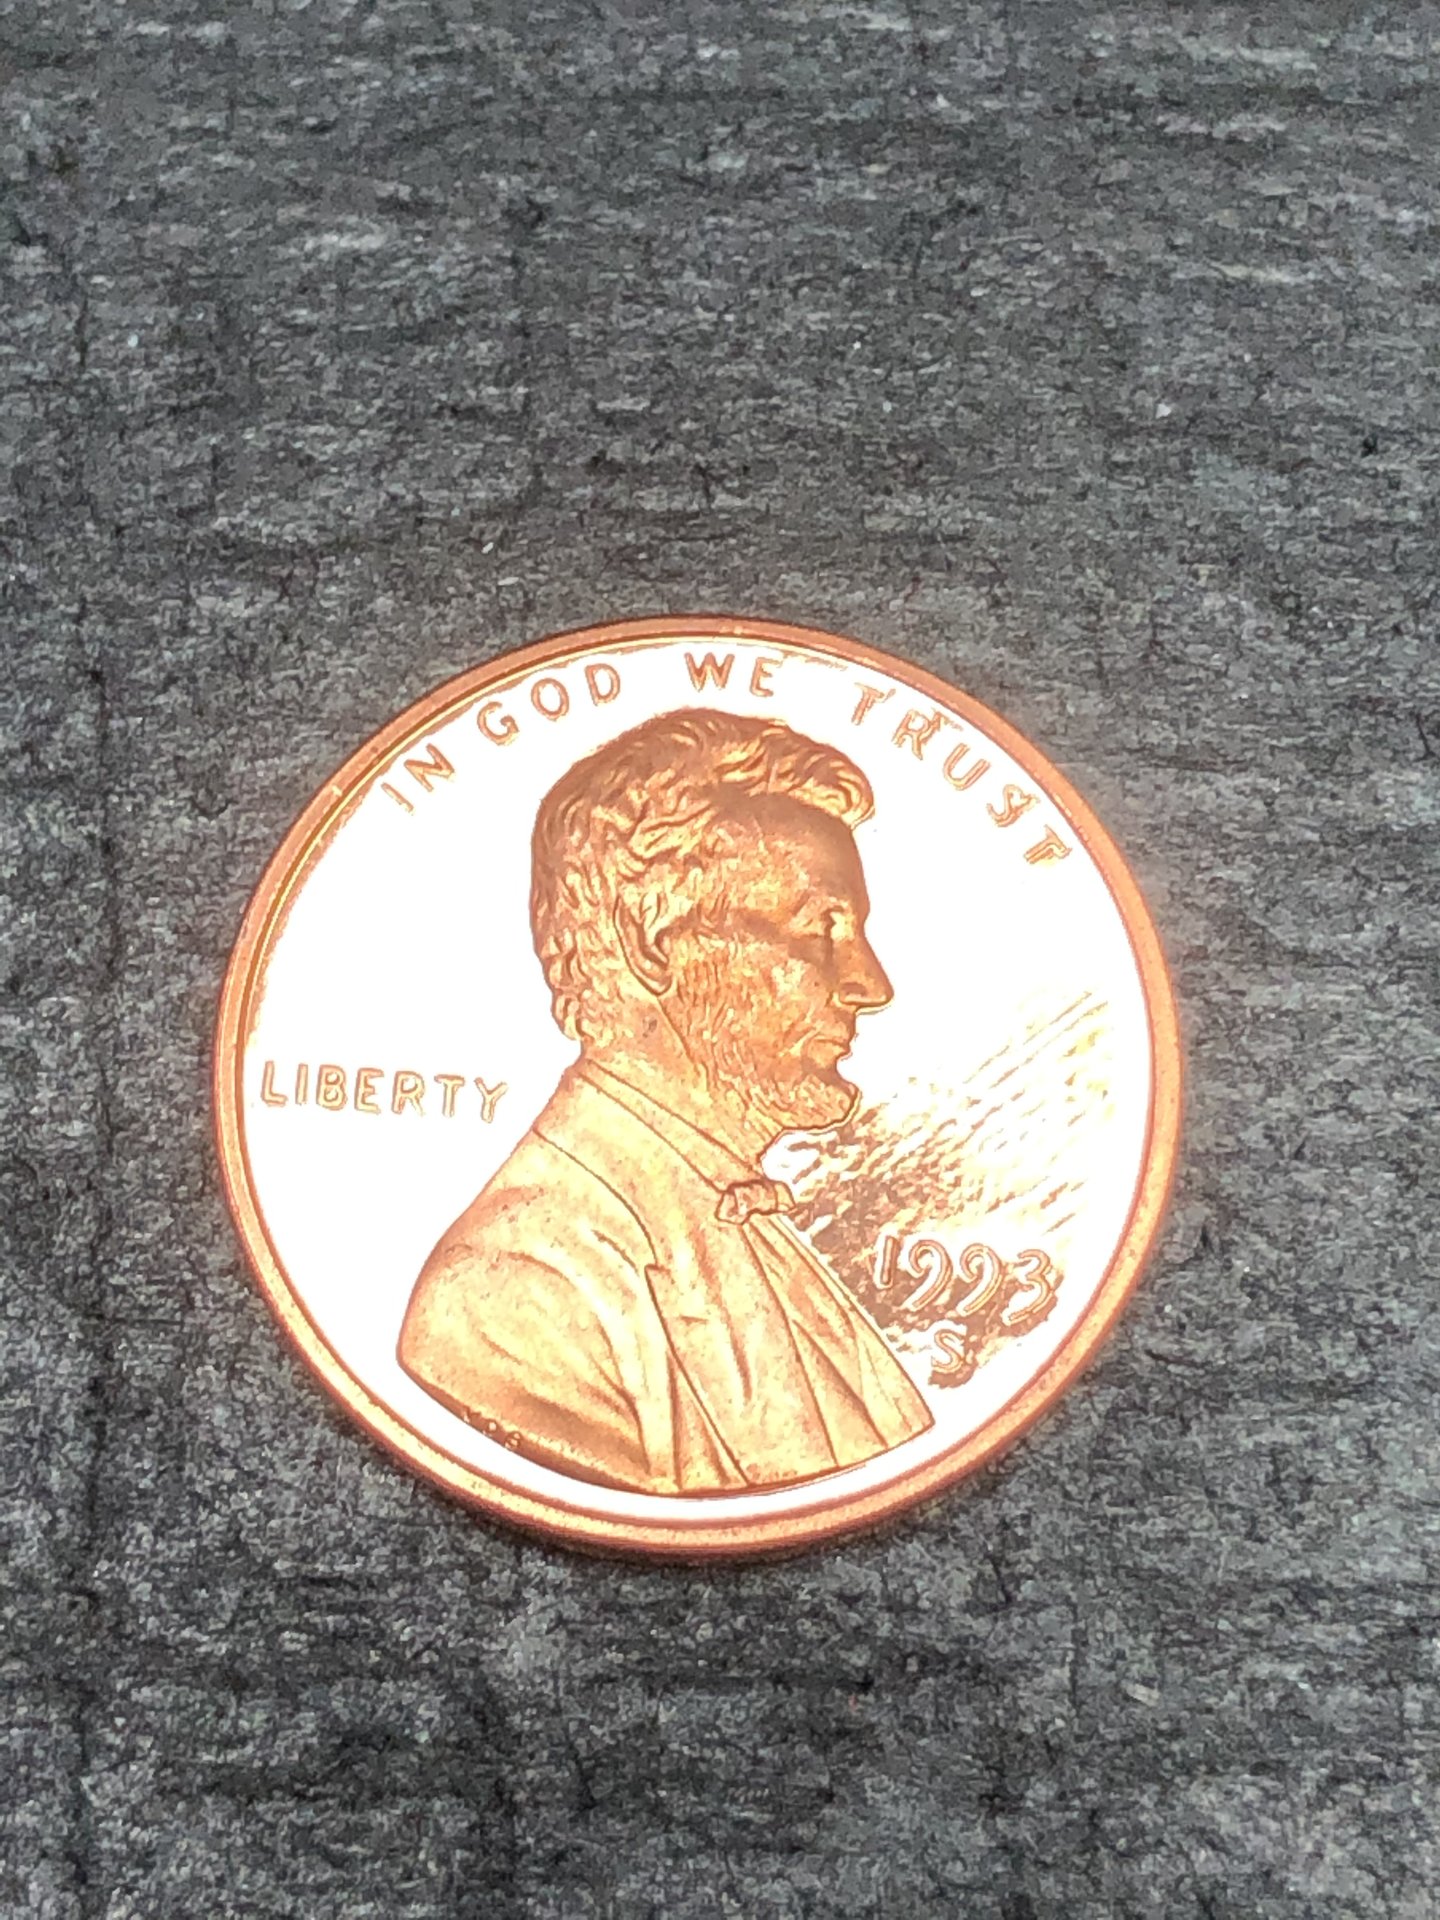 IN GOD WE TRUST
LIBERTY
1993
S